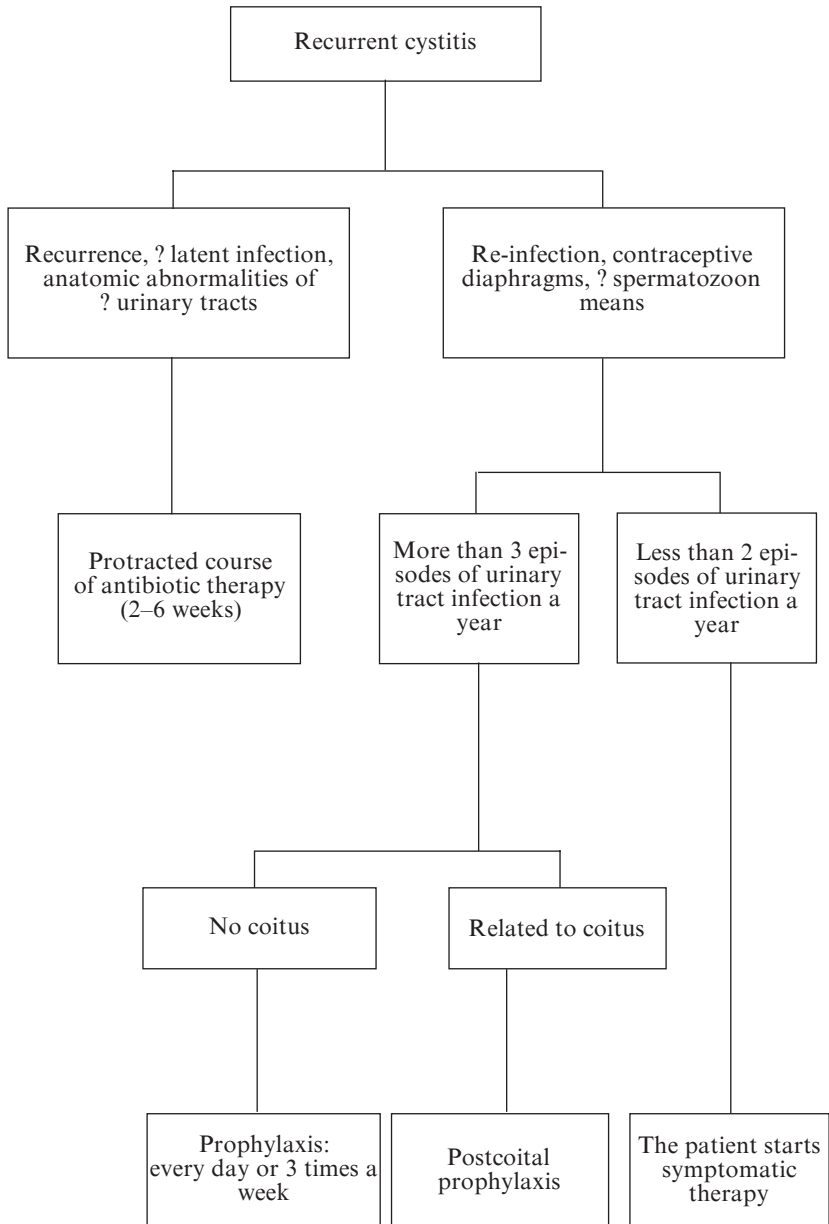 Recurrent cystitis
Recurrence, ? latent infection,
anatomic abnormalities of
? urinary tracts
Re-infection, contraceptive
diaphragms, ? spermatozoon
means
Protracted course
of antibiotic therapy
(2–6 weeks)
More than 3 epi-
sodes of urinary
tract infection a
year
Less than 2 epi-
sodes of urinary
tract infection a
year
No coitus
Related to coitus
Prophylaxis:
every day or 3 times a
week
Postcoital
prophylaxis
The patient starts
symptomatic
therapy